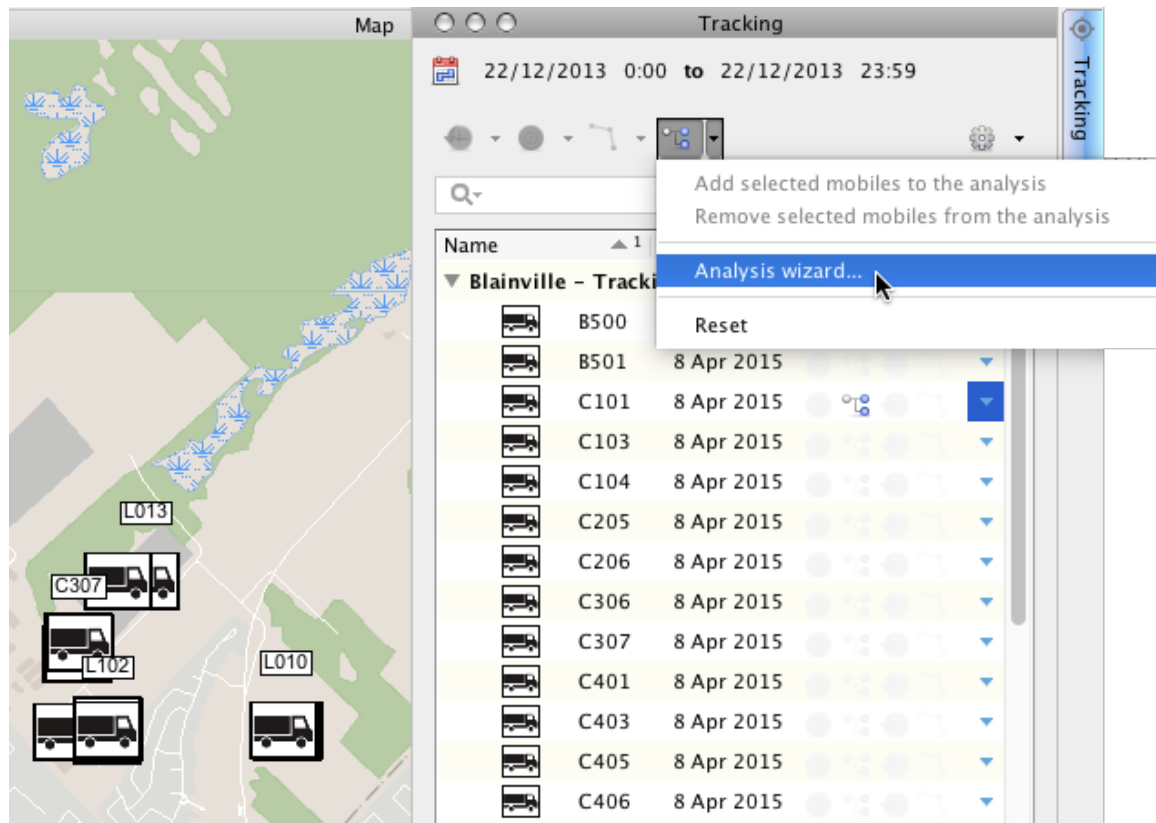 Map
Tracking
22/12/2013 0:00 to 22/12/2013 23:59
Tracking
Add selected mobiles to the analysis
Remove selected mobiles from the analysis
Analysis wizard...
Reset
Name 1
Blainville – Tracki
B500
B501 8 Apr 2015
C101 8 Apr 2015
C103 8 Apr 2015
C104 8 Apr 2015
C205 8 Apr 2015
C206 8 Apr 2015
C306 8 Apr 2015
C307 8 Apr 2015
C401 8 Apr 2015
C403 8 Apr 2015
C405 8 Apr 2015
C406 8 Apr 2015
L013
C307
L102
L010